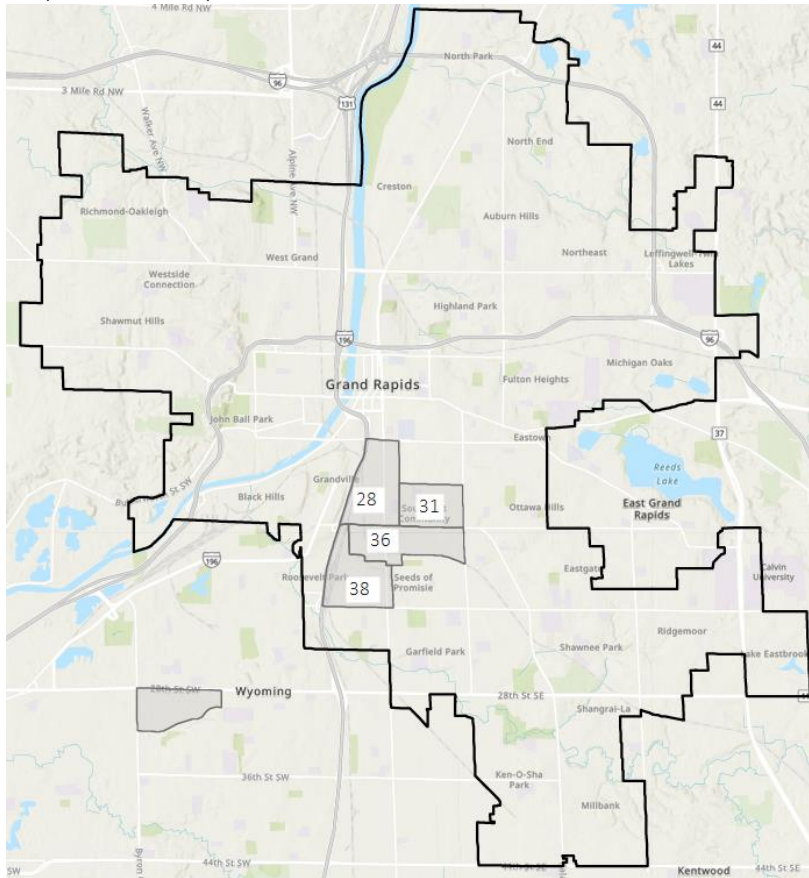 4 Mile Rd NW
44
North Park
96
131
3 Mile Rd NW
Walker Ave NW
Alpine Ave NW
44
North End
Creston
Richmond-Oakleigh
Auburn Hills
West Grand
Northeast
Leffingwell-Twin
Lakes
Westside
Connection
Highland Park
Shawmut Hills
196
96
Michigan Oaks
Grand Rapids
Fulton Heights
John Ball Park
Eastown
37
Reeds
Lake
Grandville
Black Hills
28
31
Ottawa Hills
East Grand
Rapids
36
196
Roosevelt Park
Seeds of
Promise
38
Eastgate
Calvin
University
Ridgemoor
Garfield Park
Shawnee Park
Lake Eastbrook
28th St SW
Wyoming
28th St SE
Shangrai-La
36th St SW
Ken-O-Sha
Park
Millbank
SW
44th St SW
44th St SE
Kentwood